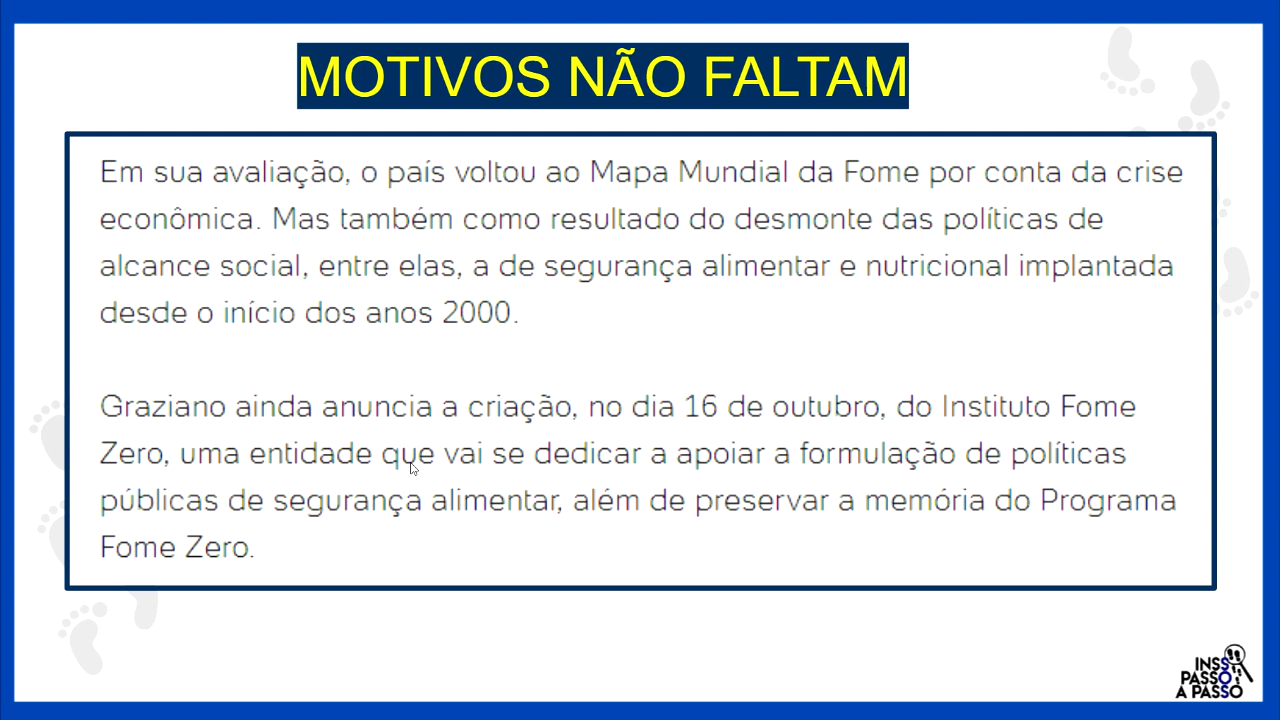 MOTIVOS NÃO FALTAM
Em sua avaliação, o país voltou ao Mapa Mundial da Fome por conta da crise
econômica. Mas também como resultado do desmonte das políticas de
alcance social, entre elas, a de segurança alimentar e nutricional implantada
desde o início dos anos 2000.
Graziano ainda anuncia a criação, no dia 16 de outubro, do Instituto Fome
Zero, uma entidade que vai se dedicar a apoiar a formulação de políticas
públicas de segurança alimentar, além de preservar a memória do Programa
Fome Zero.
INSS
PASSO
A PASSO